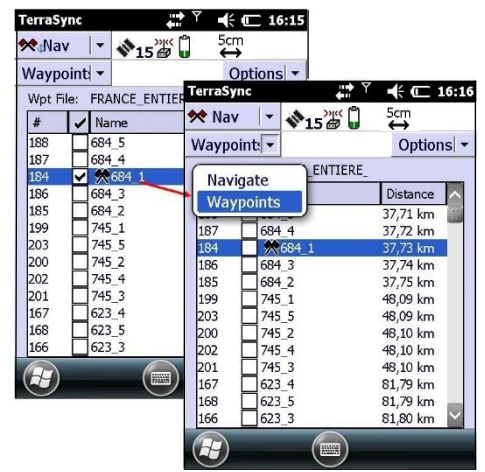 TerraSync 16:15
Nav 15 5cm
Waypoint Options
Wpt File: FRANCE_ENTIER
# Name
188 684_5
187 684_4
184 684_1
186 684_3
185 684_2
199 745_1
203 745_5
200 745_2
202 745_4
201 745_3
167 623_4
168 623_5
166 623_3
TerraSync 16:16
Nav 15 5cm
Waypoint: Options
_ENTIERE_
Navigate
Waypoints
Distance
37,71 km
187 684_4 37,72 km
184 684_1 37,73 km
186 684_3 37,74 km
185 684_2 37,75 km
199 745_1 48,09 km
203 745_5 48,09 km
200 745_2 48,10 km
202 745_4 48,10 km
201 745_3 48,10 km
167 623_4 81,79 km
168 623_5 81,79 km
166 623_3 81,80 km